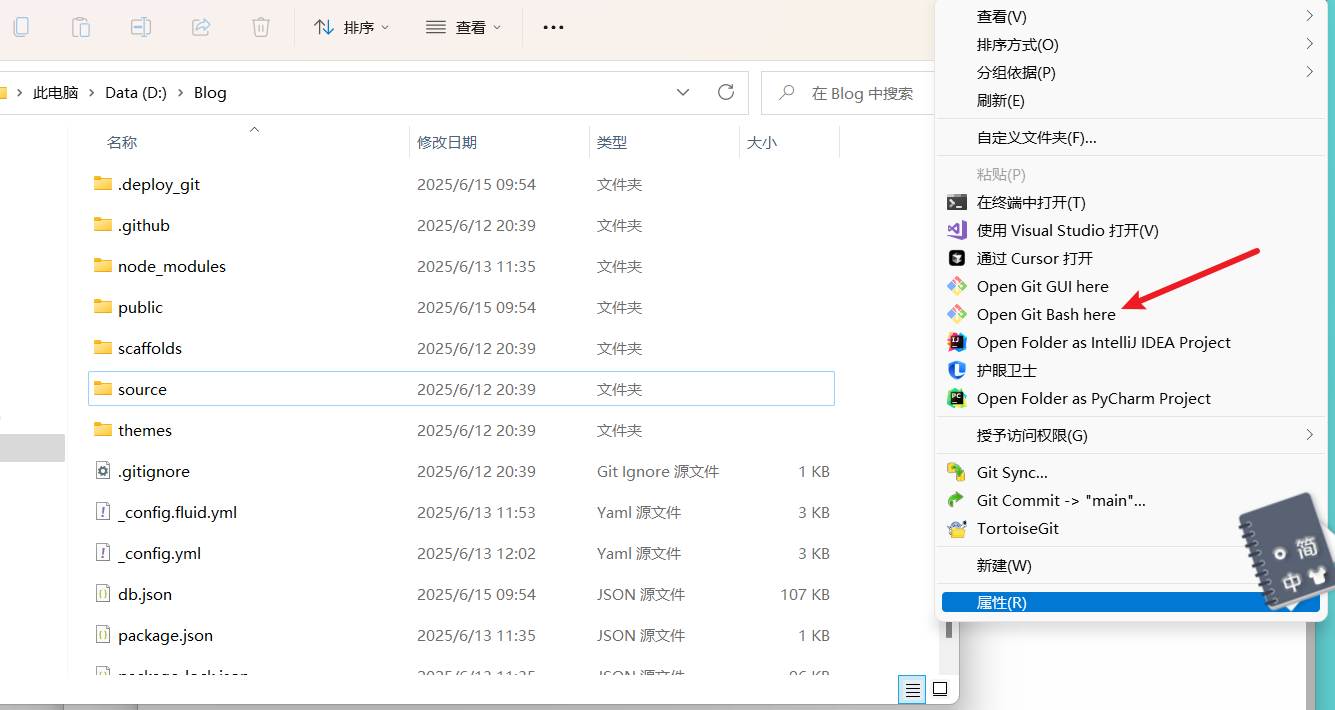 排序
查看
此电脑 > Data (D:) > Blog
在 Blog 中搜索
名称 修改日期 类型 大小
.deploy_git 2025/6/15 09:54 文件夹
.github 2025/6/12 20:39 文件夹
node_modules 2025/6/13 11:35 文件夹
public 2025/6/15 09:54 文件夹
scaffolds 2025/6/12 20:39 文件夹
source 2025/6/12 20:39 文件夹
themes 2025/6/12 20:39 文件夹
.gitignore 2025/6/12 20:39 Git Ignore 源文件 1 KB
_config.fluid.yml 2025/6/13 11:53 Yaml 源文件 3 KB
_config.yml 2025/6/13 12:02 Yaml 源文件 3 KB
db.json 2025/6/15 09:54 JSON 源文件 107 KB
package.json 2025/6/13 11:35 JSON 源文件 1 KB
查看(V)
排序方式(O)
分组依据(P)
刷新(E)
自定义文件夹(F)...
粘贴(P)
在终端中打开(T)
使用 Visual Studio 打开(V)
通过 Cursor 打开
Open Git GUI here
Open Git Bash here
Open Folder as IntelliJ IDEA Project
护眼卫士
Open Folder as PyCharm Project
授予访问权限(G)
Git Sync...
Git Commit -> "main"...
TortoiseGit
新建(W)
属性(R)
简
中